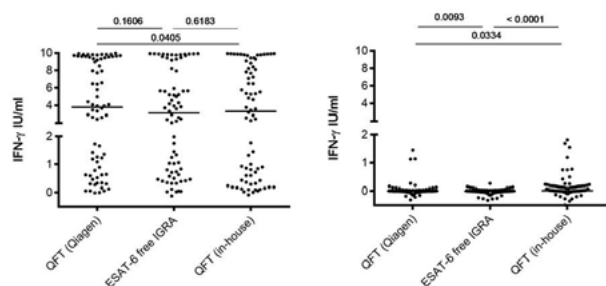 0.1606 0.6183
0.0405
IFN-γ IU/ml
10
8
6
4
2
1
0
QFT (Qiagen)
ESAT-6 free IGRA
QFT (in-house)
0.0093 < 0.0001
0.0334
IFN-γ IU/ml
10
8
6
4
2
1
0
QFT (Qiagen)
ESAT-6 free IGRA
QFT (in-house)